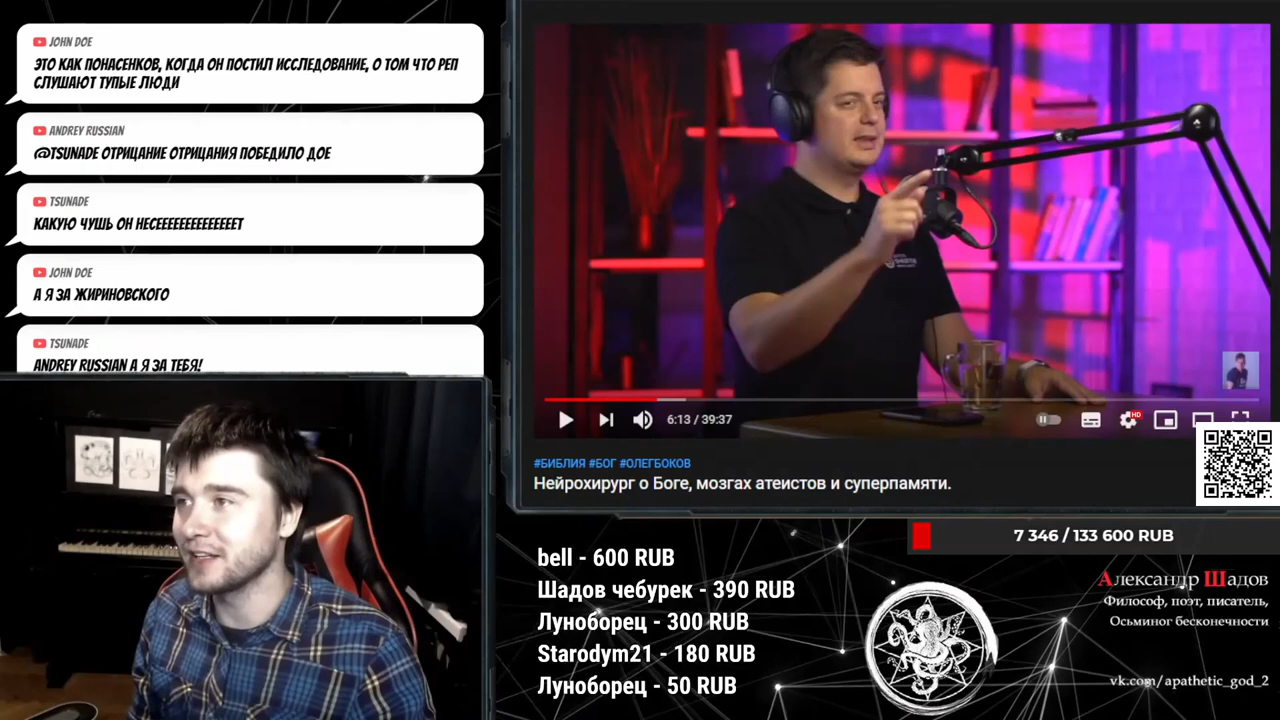 JOHN DOE
ЭТО КАК ПОНАСЕНКОВ, КОГДА ОН ПОСТИЛ ИССЛЕДОВАНИЕ, О ТОМ ЧТО РЕП
СЛУШАЮТ ТУПЫЕ ЛЮДИ
ANDREY RUSSIAN
@TSUNADE ОТРИЦАНИЕ ОТРИЦАНИЯ ПОБЕДИЛО ДОЕ
TSUNADE
КАКУЮ ЧУШЬ ОН НЕСЕЕЕЕЕЕЕЕЕЕЕЕЕТ
JOHN DOE
А Я ЗА ЖИРИНОВСКОГО
TSUNADE
ANDREY RUSSIAN А Я ЗА ТЕБЯ!
6:13 / 39:37
HD
#БИБЛИЯ #БОГ #ОЛЕГБОКОВ
Нейрохирург о Боге, мозгах атеистов и суперпамяти.
7 346 / 133 600 RUB
bell - 600 RUB
Шадов чебурек - 390 RUB
Луноборец - 300 RUB
Starodym21 - 180 RUB
Луноборец - 50 RUB
Александр Шадов
Философ, поэт, писатель,
Осьминог бесконечности
vk.com/apathetic_god_2